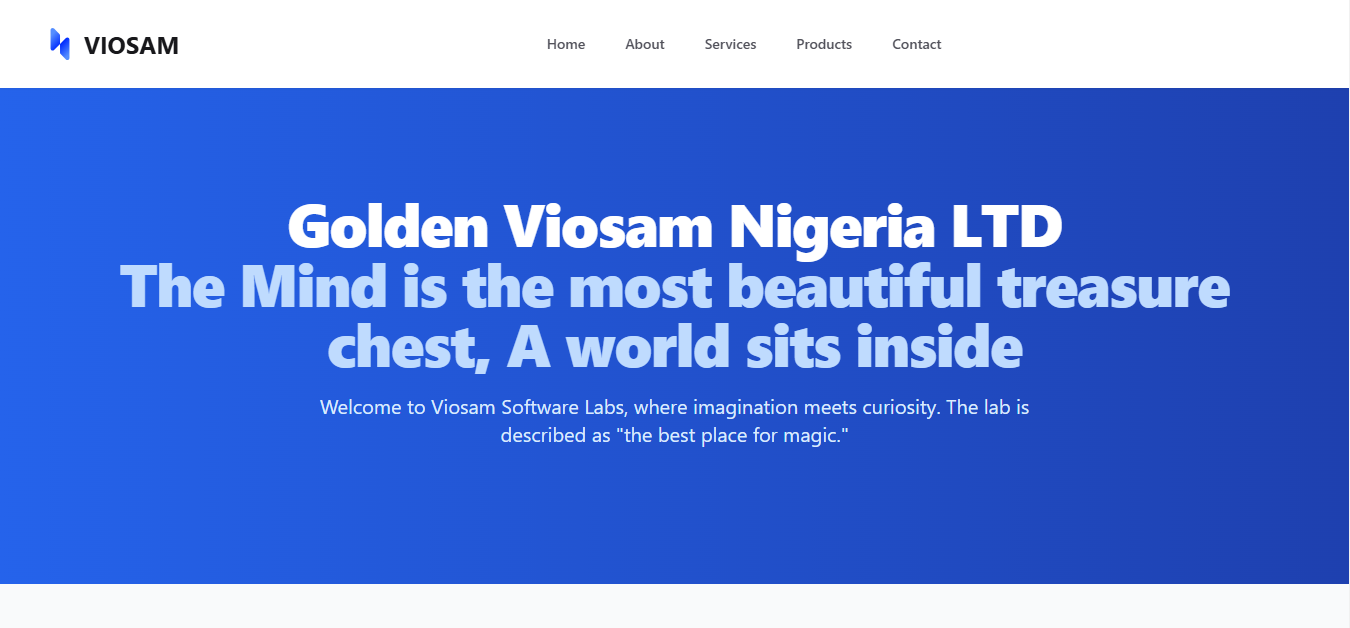 VIOSAM
Home About Services Products Contact
Golden Viosam Nigeria LTD
The Mind is the most beautiful treasure
chest, A world sits inside
Welcome to Viosam Software Labs, where imagination meets curiosity. The lab is
described as "the best place for magic."